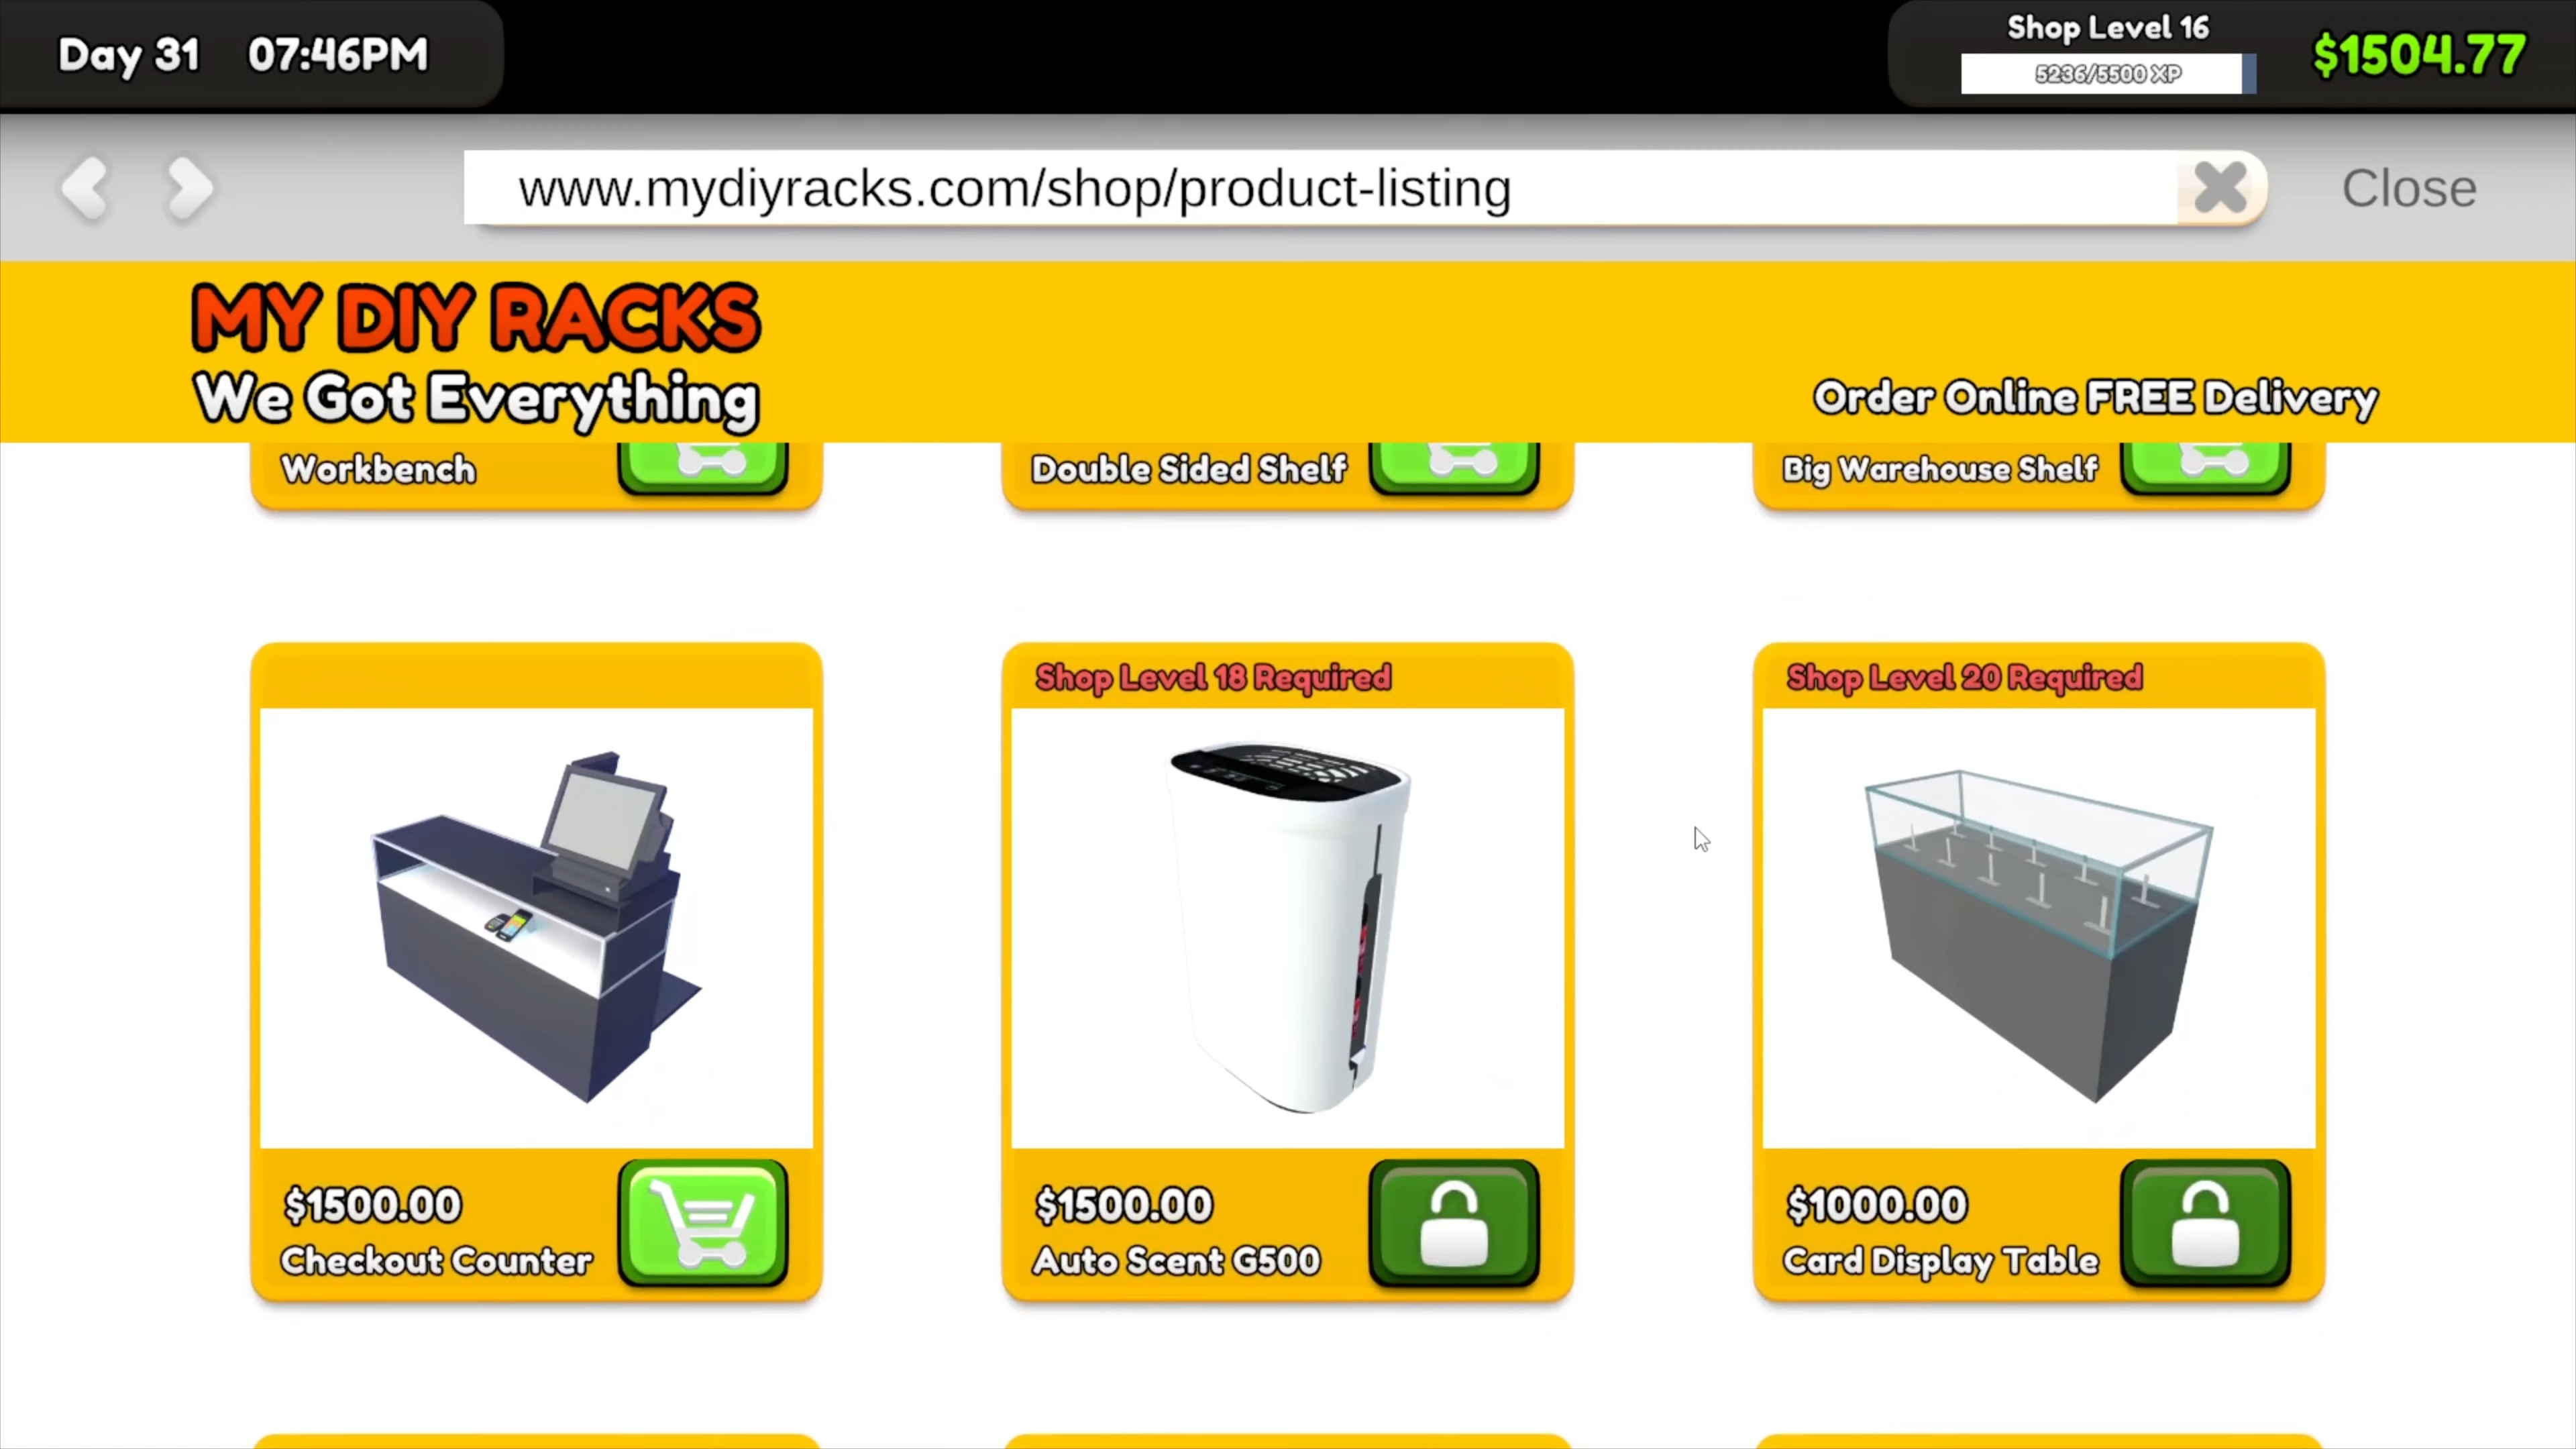 Day 31 07:46PM
Shop Level 16
5236/5500 XP
$1504.77
www.mydiyracks.com/shop/product-listing
Close
MY DIY RACKS
We Got Everything
Order Online FREE Delivery
Workbench
Double Sided Shelf
Big Warehouse Shelf
Shop Level 18 Required
Shop Level 20 Required
$1500.00
Checkout Counter
$1500.00
Auto Scent G500
$1000.00
Card Display Table